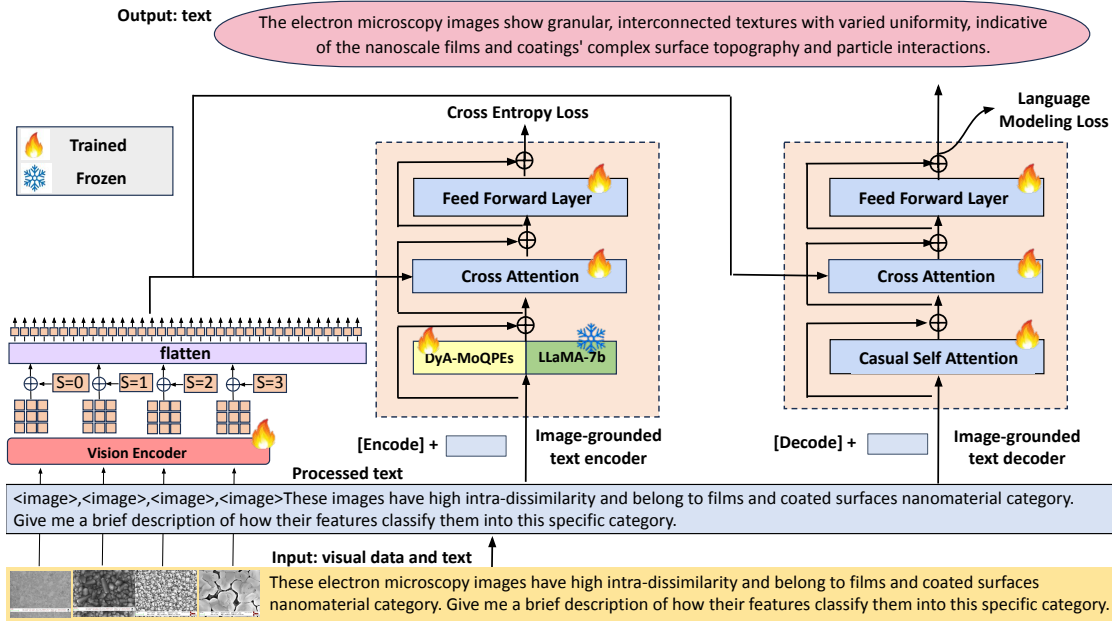 Output: text
The electron microscopy images show granular, interconnected textures with varied uniformity, indicative
of the nanoscale films and coatings' complex surface topography and particle interactions.
Trained
Frozen
Cross Entropy Loss
Language
Modeling Loss
Feed Forward Layer
Feed Forward Layer
Cross Attention
Cross Attention
DyA-MoQPEs
LLaMA-7b
Casual Self Attention
flatten
S=0
S=1
S=2
S=3
Vision Encoder
[Encode] +
Image-grounded
text encoder
[Decode] +
Image-grounded
text decoder
Processed text
<image>,<image>,<image>,<image>These images have high intra-dissimilarity and belong to films and coated surfaces nanomaterial category.
Give me a brief description of how their features classify them into this specific category.
Input: visual data and text
These electron microscopy images have high intra-dissimilarity and belong to films and coated surfaces
nanomaterial category. Give me a brief description of how their features classify them into this specific category.